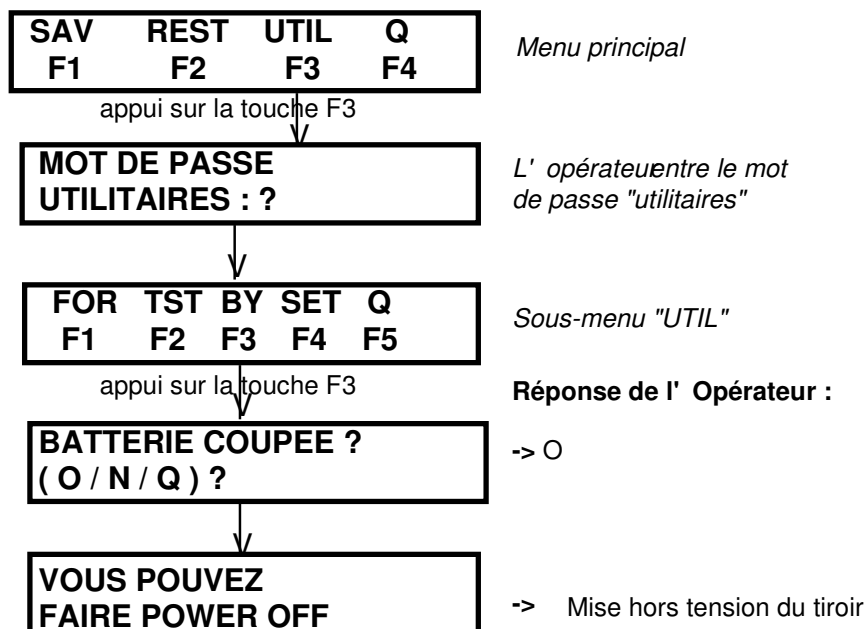 SAV REST UTIL Q
F1 F2 F3 F4
Menu principal
appui sur la touche F3
MOT DE PASSE
UTILITAIRES : ?
L' opérateurentre le mot
de passe "utilitaires"
FOR TST BY SET Q
F1 F2 F3 F4 F5
Sous-menu "UTIL"
appui sur la touche F3
Réponse de l' Opérateur :
BATTERIE COUPEE ?
( O / N / Q ) ?
-> O
VOUS POUVEZ
FAIRE POWER OFF
-> Mise hors tension du tiroir